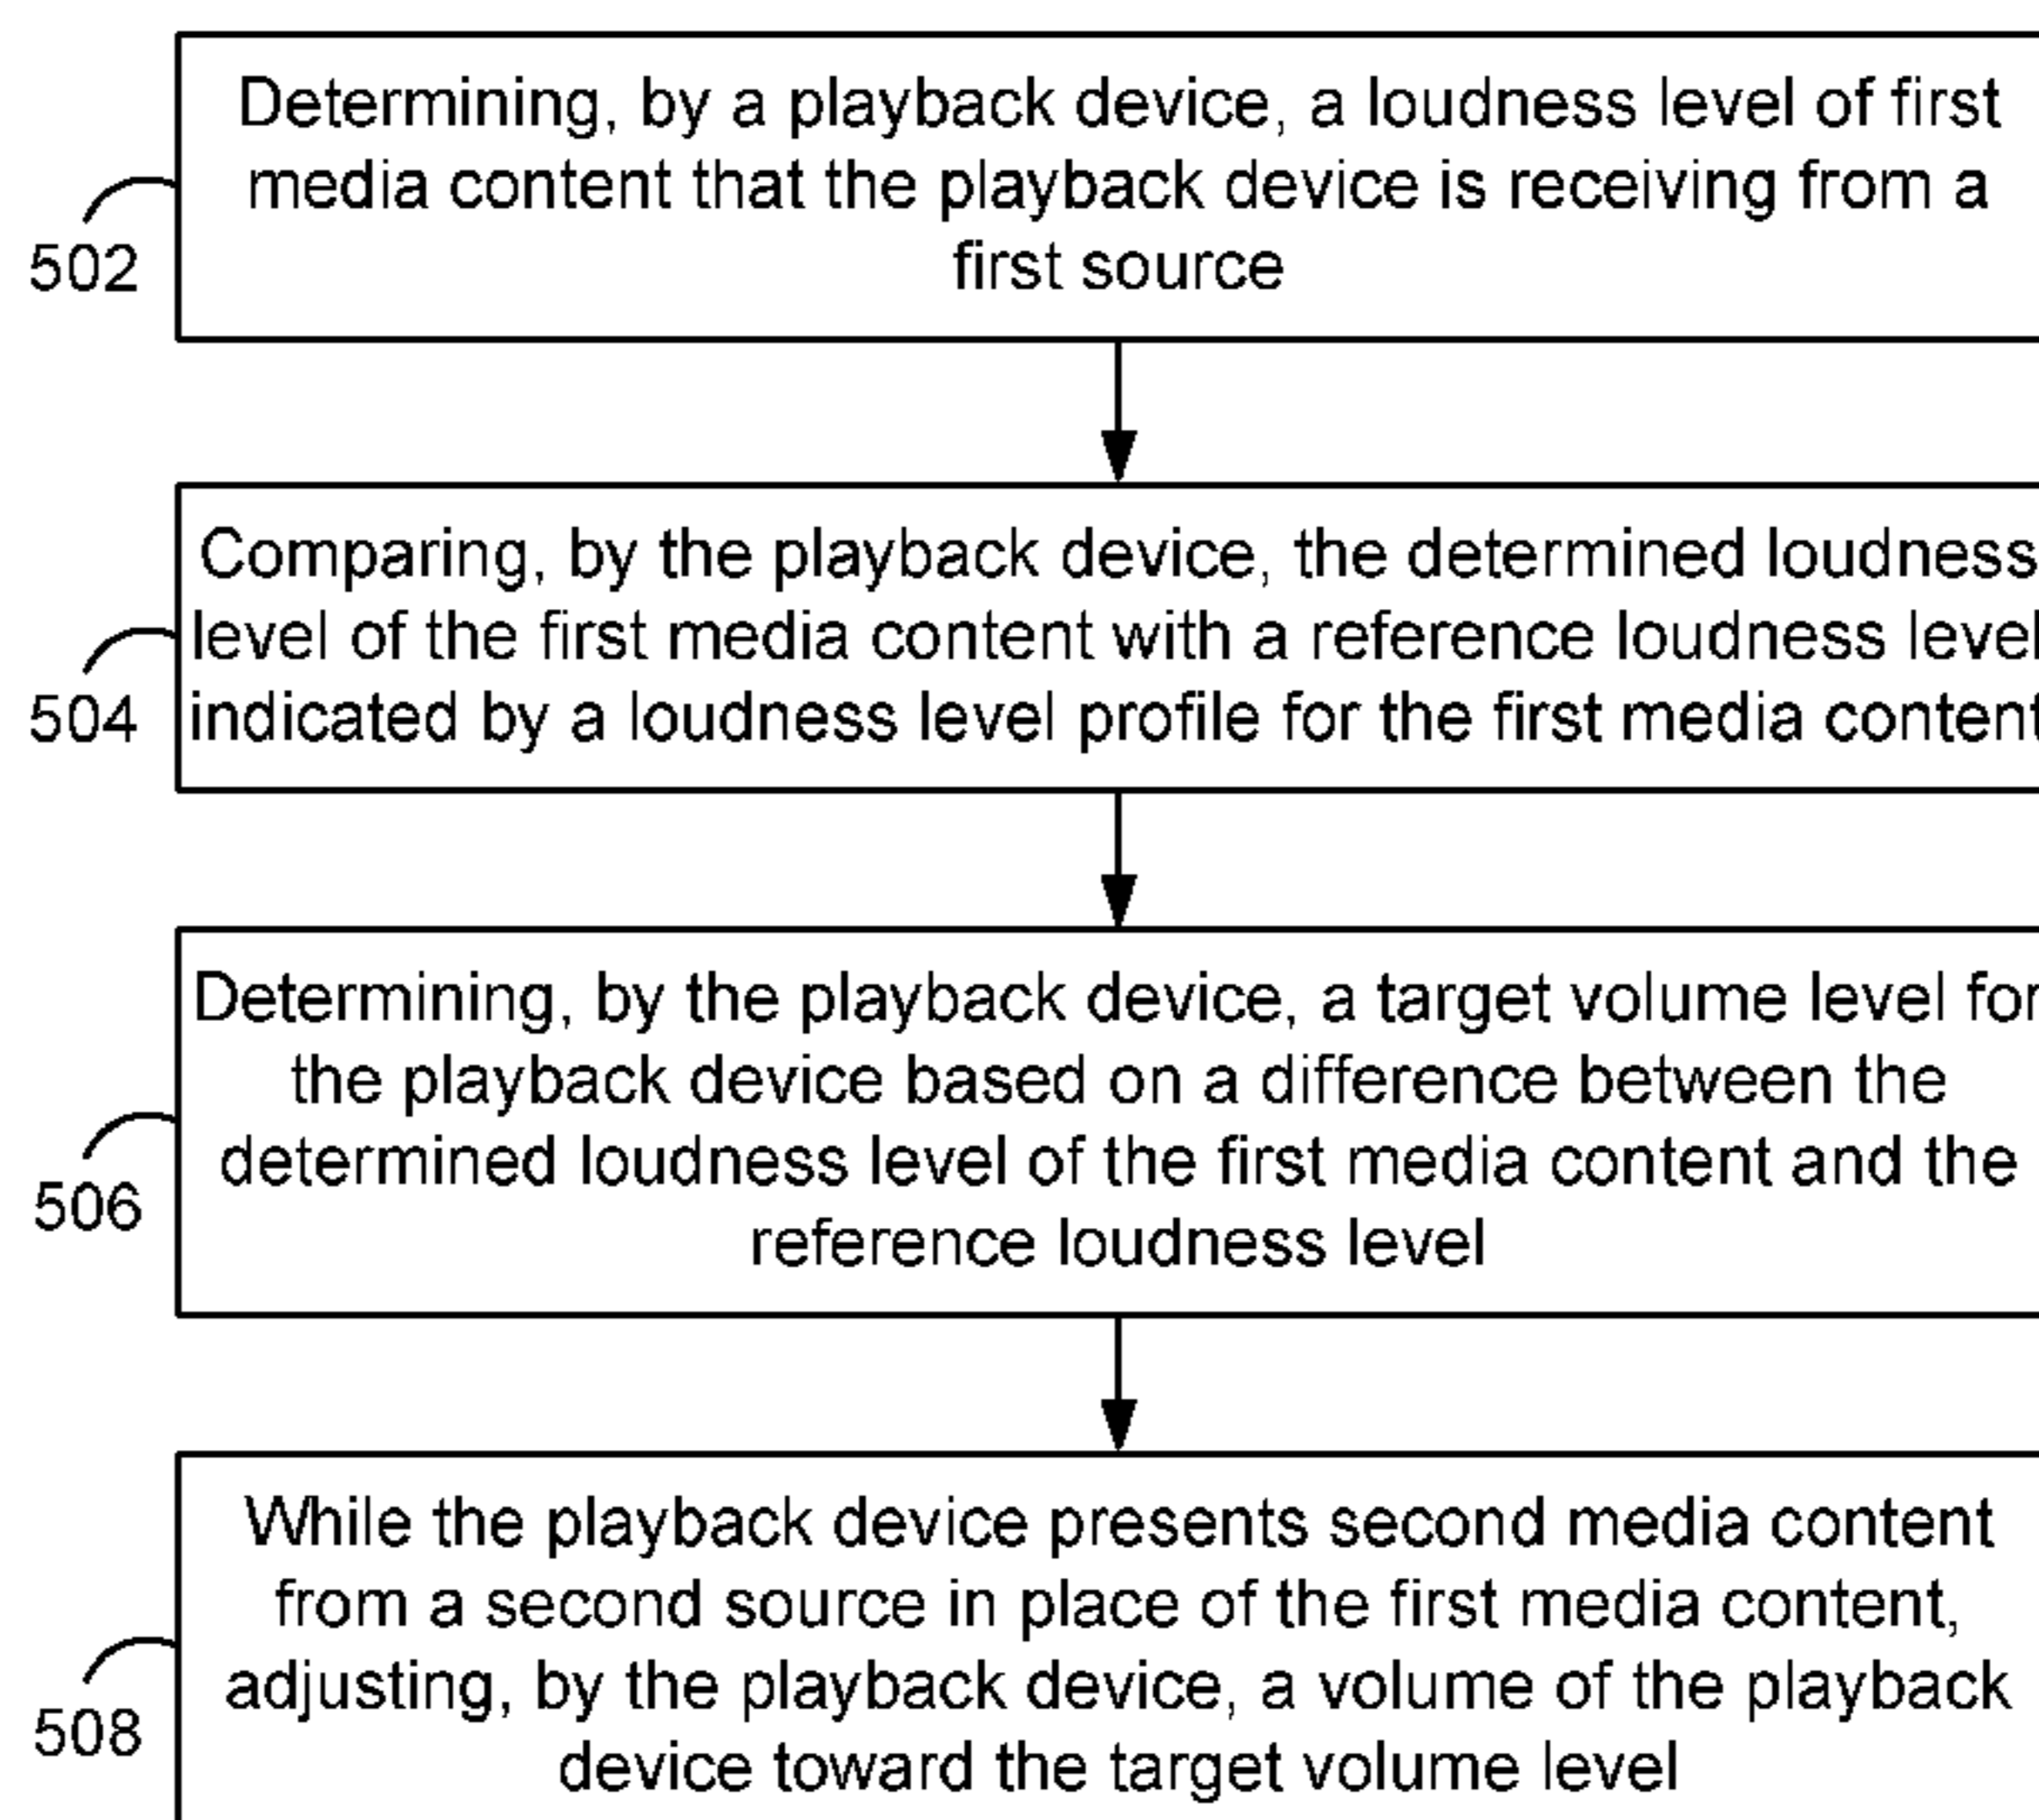 Determining, by a playback device, a loudness level of first
media content that the playback device is receiving from a
first source
502
Comparing, by the playback device, the determined loudness
level of the first media content with a reference loudness level
indicated by a loudness level profile for the first media content
504
Determining, by the playback device, a target volume level for
the playback device based on a difference between the
determined loudness level of the first media content and the
reference loudness level
506
While the playback device presents second media content
from a second source in place of the first media content,
adjusting, by the playback device, a volume of the playback
device toward the target volume level
508